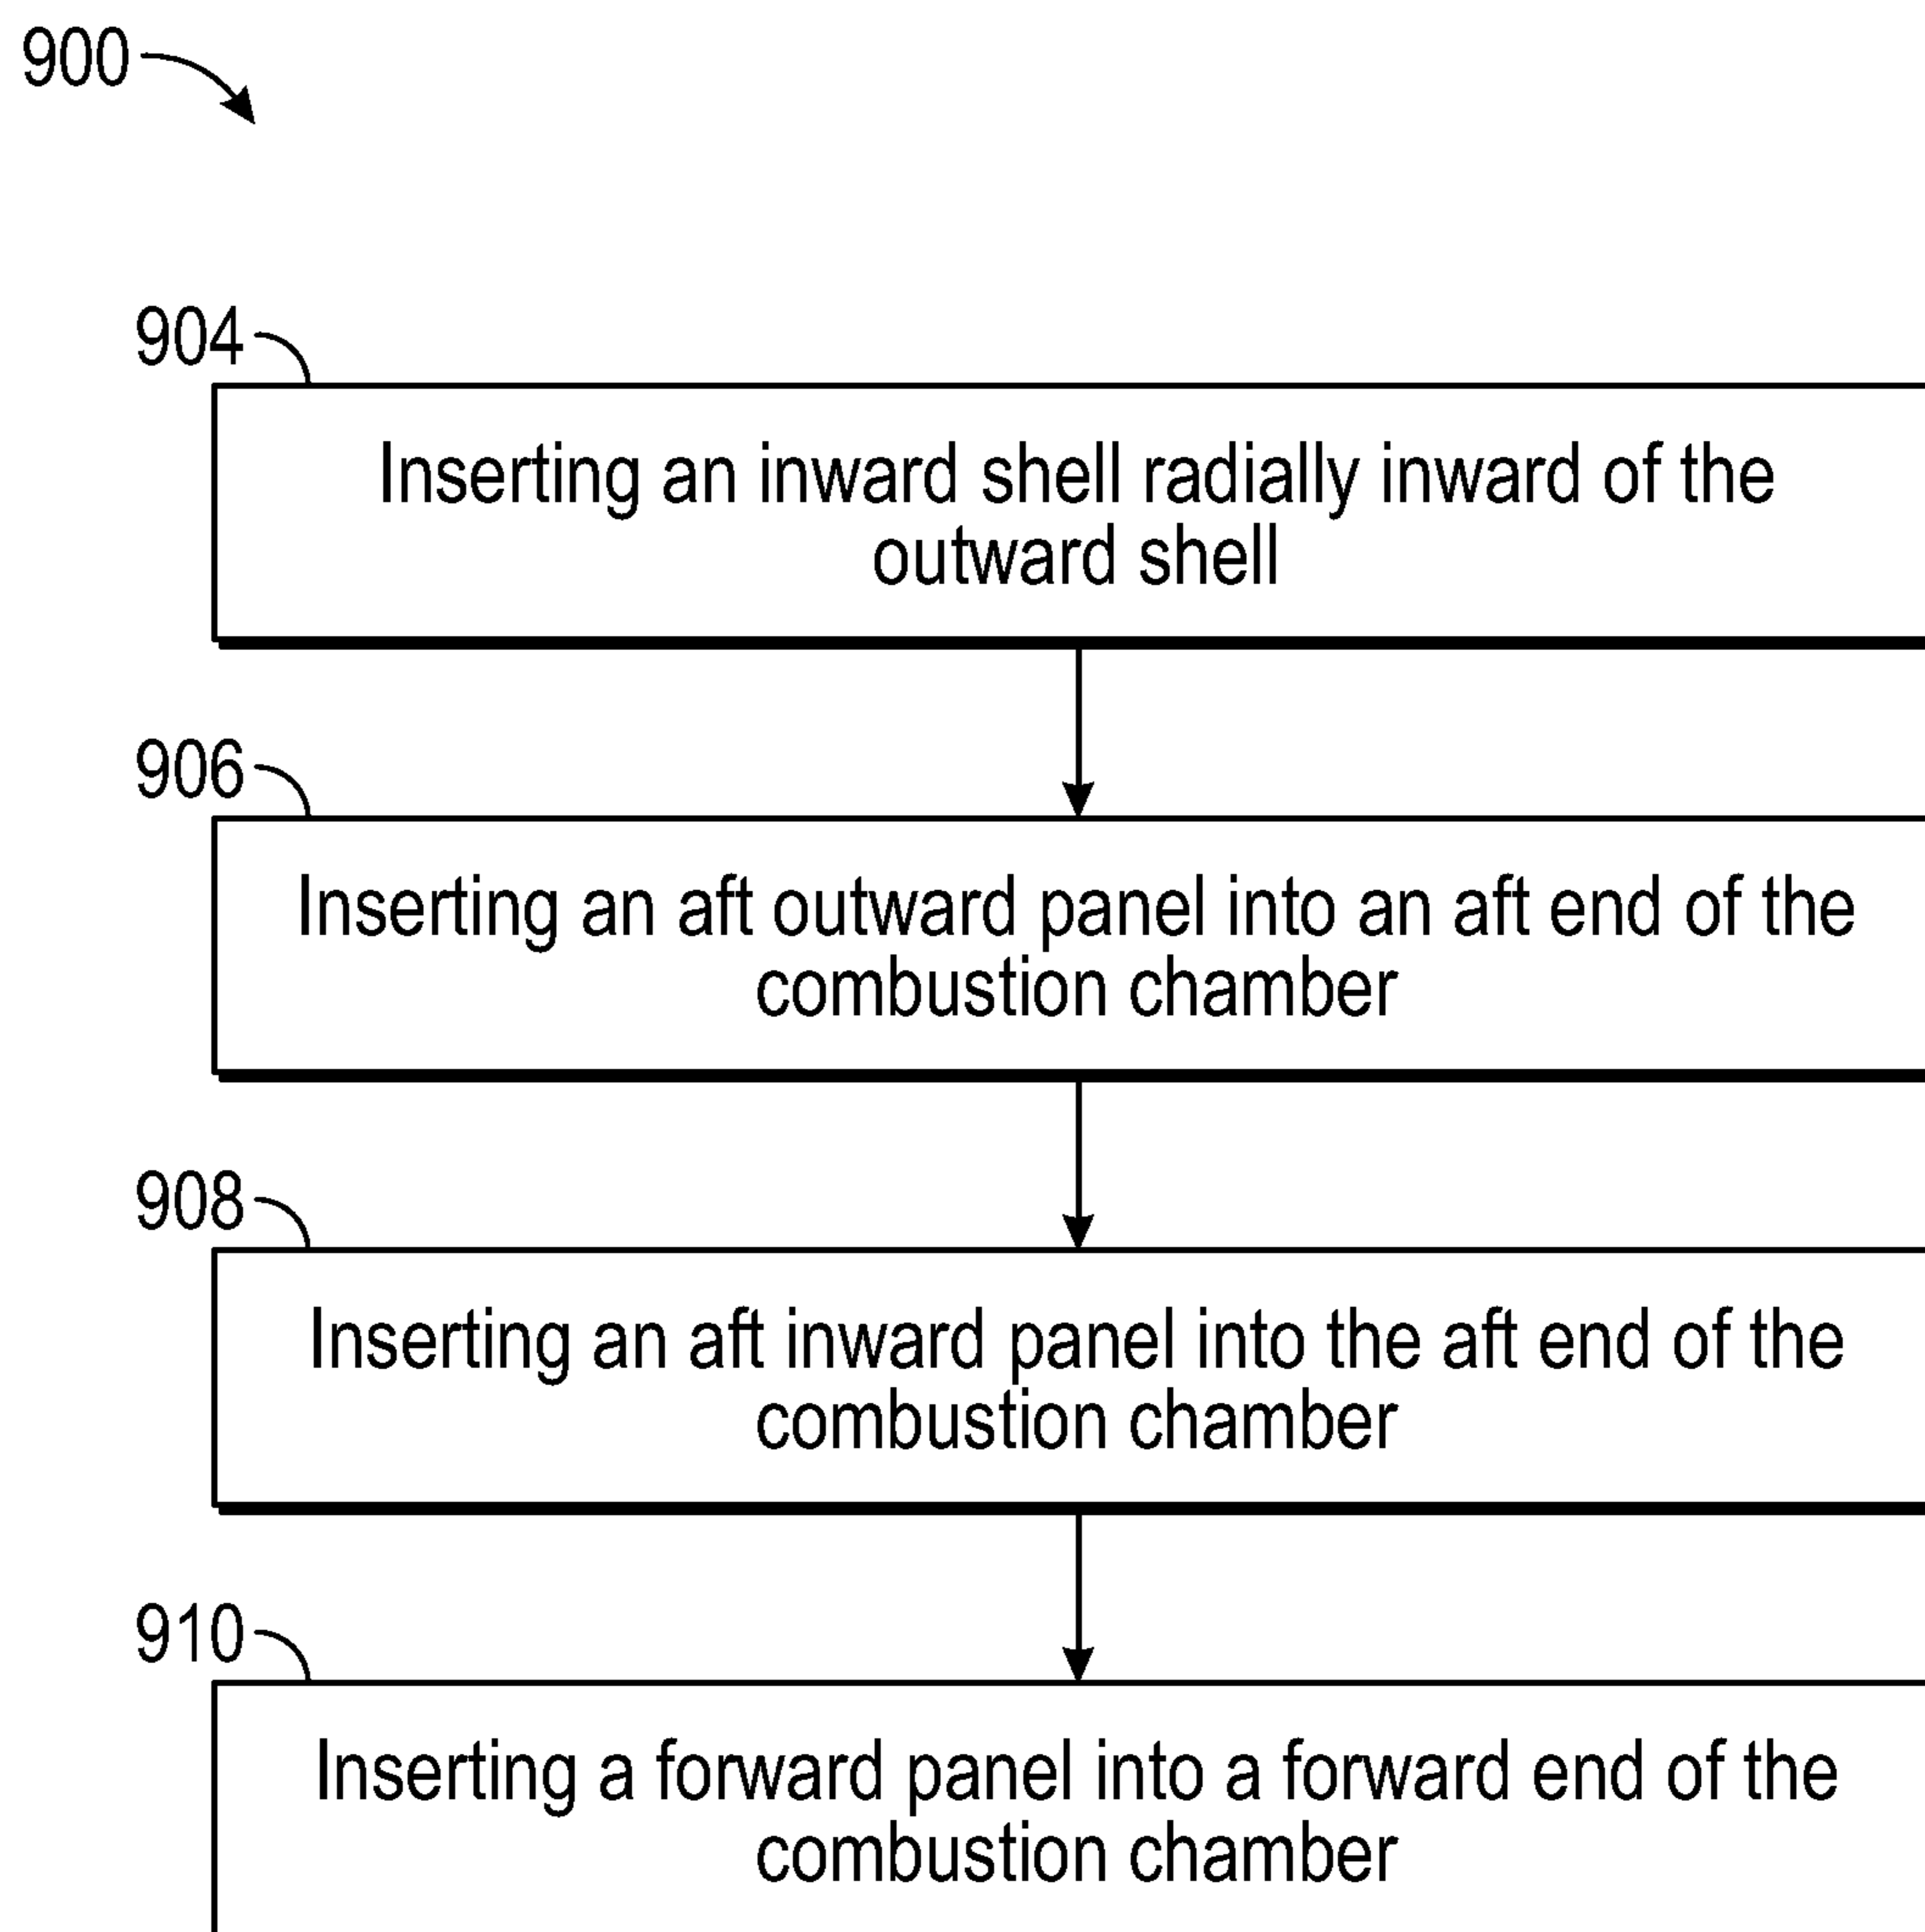 900
904
Inserting an inward shell radially inward of the
outward shell
906
Inserting an aft outward panel into an aft end of the
combustion chamber
908
Inserting an aft inward panel into the aft end of the
combustion chamber
910
Inserting a forward panel into a forward end of the
combustion chamber